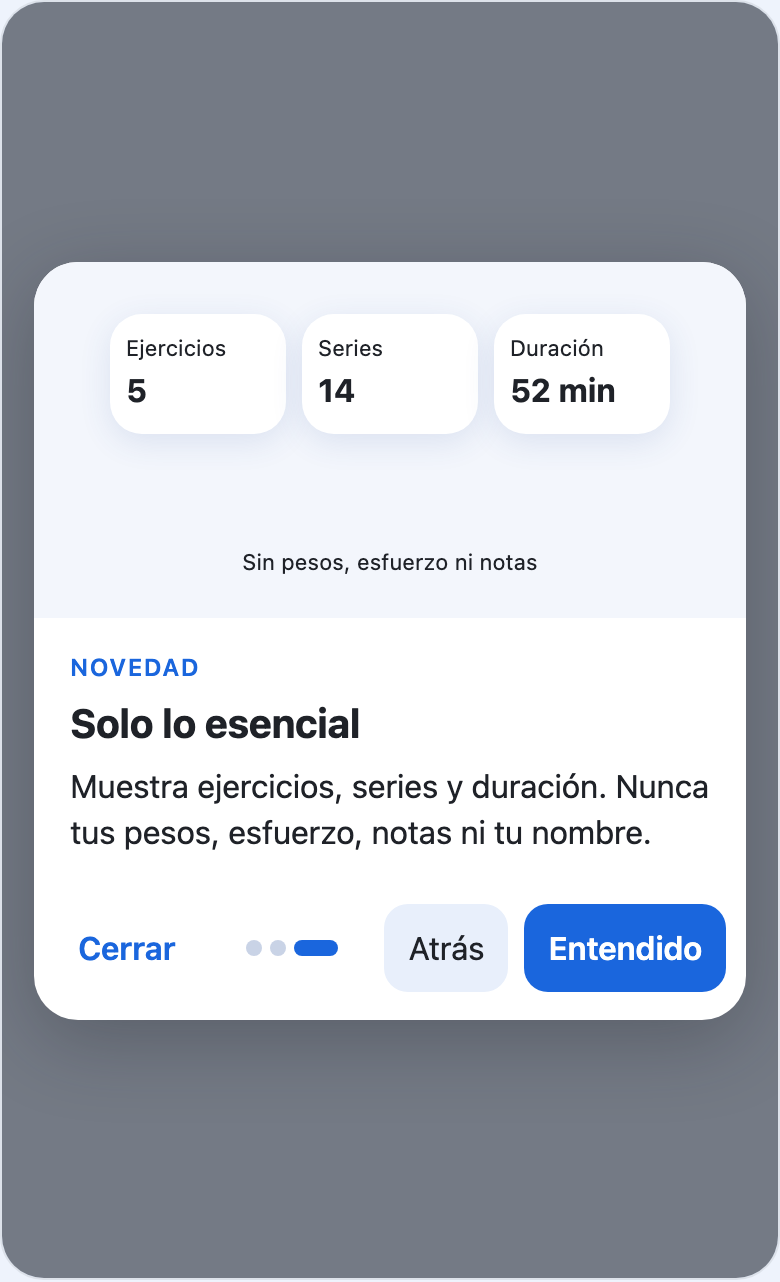 Ejercicios
5
Series
14
Duración
52 min
Sin pesos, esfuerzo ni notas
NOVEDAD
Solo lo esencial
Muestra ejercicios, series y duración. Nunca
tus pesos, esfuerzo, notas ni tu nombre.
Cerrar
Atrás
Entendido